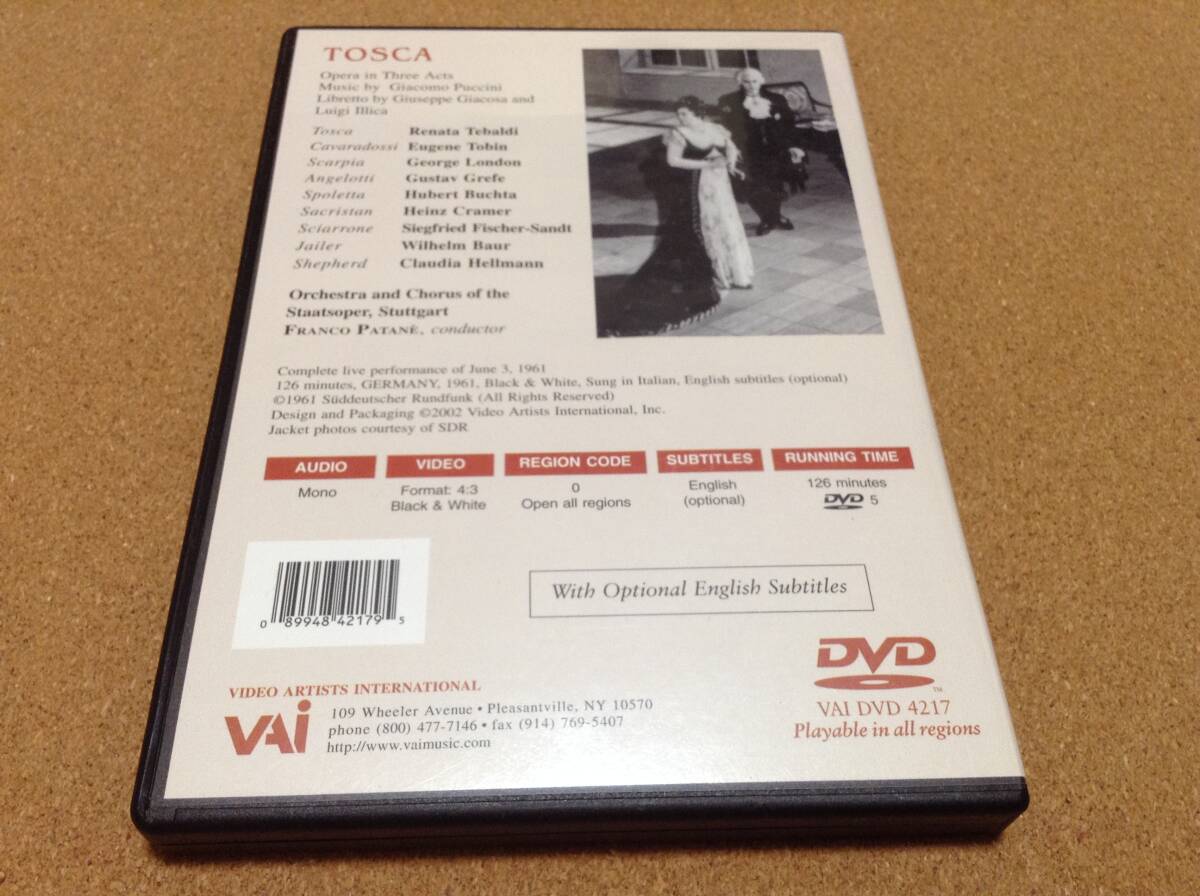 TOSCA
Opera in Three Acts
Music by Giacomo Puccini
Libretto by Giuseppe Giacosa and
Luigi Illica
Tosca Renata Tebaldi
Cavaradossi Eugene Tobin
Scarpia George London
Angelotti Gustav Grefe
Spoletta Hubert Buchta
Sacristan Heinz Cramer
Sciarrone Siegfried Fischer-Sandt
Jailer Wilhelm Baur
Shepherd Claudia Hellmann
Orchestra and Chorus of the
Staatsoper, Stuttgart
FRANCO PATANÈ, conductor
Complete live performance of June 3, 1961
126 minutes, GERMANY, 1961, Black & White, Sung in Italian, English subtitles (optional)
©1961 Süddeutscher Rundfunk (All Rights Reserved)
Design and Packaging ©2002 Video Artists International, Inc.
Jacket photos courtesy of SDR
AUDIO VIDEO REGION CODE SUBTITLES RUNNING TIME
Mono Format: 4:3 0 English 126 minutes
Black & White Open all regions (optional) DVD 5
With Optional English Subtitles
0 89948 42179 5
DVD
TM
VAI DVD 4217
Playable in all regions
VIDEO ARTISTS INTERNATIONAL
VAI
109 Wheeler Avenue • Pleasantville, NY 10570
phone (800) 477-7146 • fax (914) 769-5407
http://www.vaimusic.com